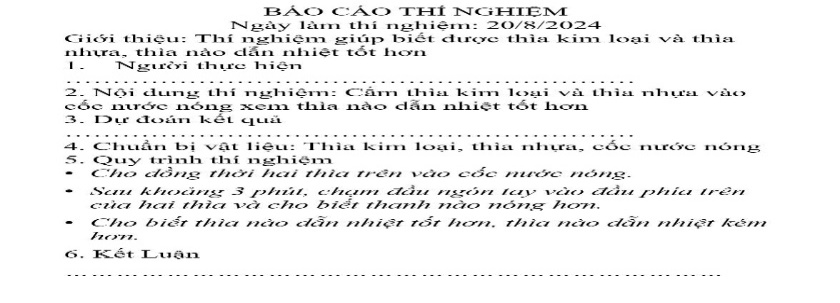 BÁO CÁO THÍ NGHIỆM
Ngày làm thí nghiệm: 20/8/2024
Giới thiệu: Thí nghiệm giúp biết được thìa kim loại và thìa
nhựa, thìa nào dẫn nhiệt tốt hơn
1. Người thực hiện
................................................................
2. Nội dung thí nghiệm: Cắm thìa kim loại và thìa nhựa vào
cốc nước nóng xem thìa nào dẫn nhiệt tốt hơn
3. Dự đoán kết quả
................................................................
4. Chuẩn bị vật liệu: Thìa kim loại, thìa nhựa, cốc nước nóng
5. Quy trình thí nghiệm
• Cho đồng thời hai thìa trên vào cốc nước nóng.
• Sau khoảng 3 phút, chạm đầu ngón tay vào đầu phía trên
của hai thìa và cho biết thanh nào nóng hơn.
• Cho biết thìa nào dẫn nhiệt tốt hơn, thìa nào dẫn nhiệt kém
hơn.
6. Kết Luận
………………………………………………………………